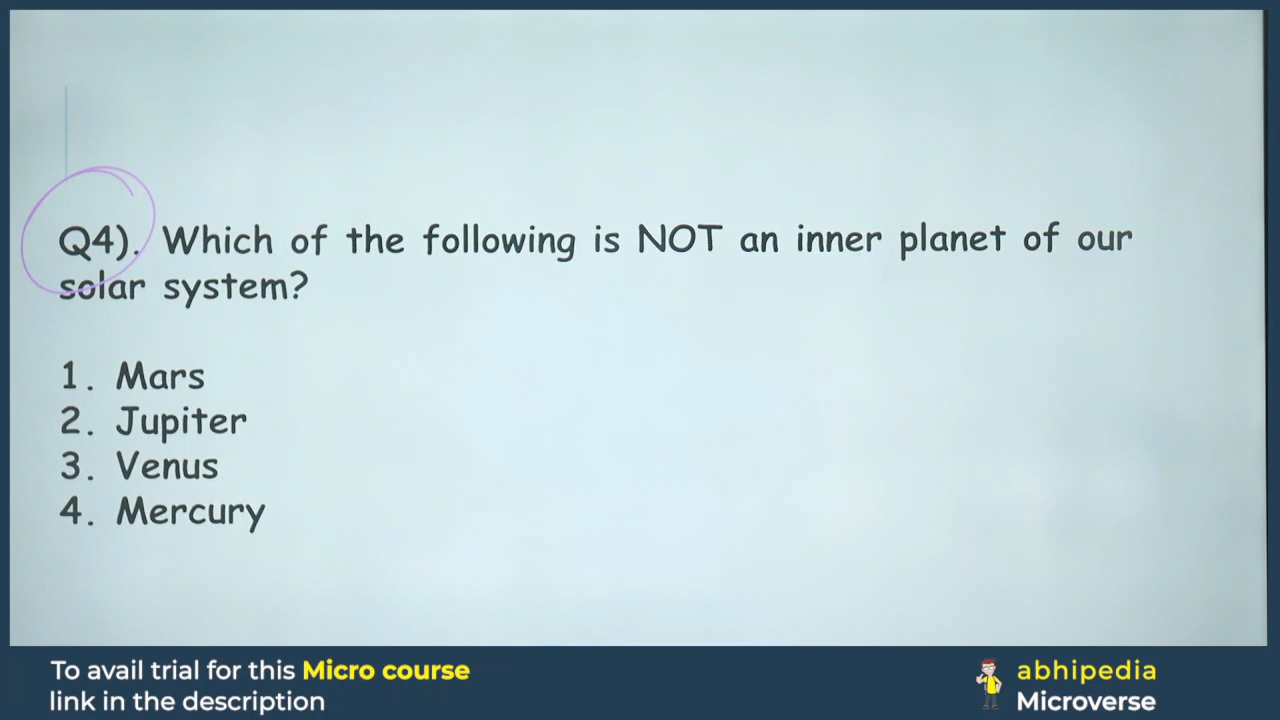 Q4). Which of the following is NOT an inner planet of our
solar system?
1. Mars
2. Jupiter
3. Venus
4. Mercury
To avail trial for this Micro course
link in the description
abhipedia
Microverse